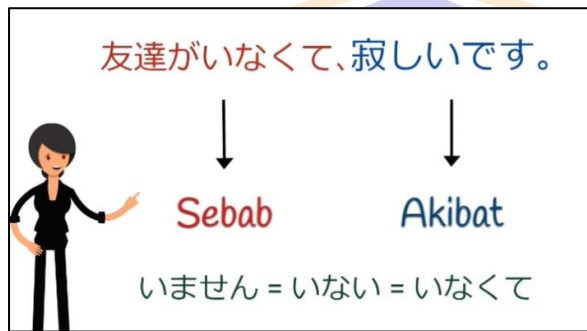 友達がいなくて、寂しいです。
Sebab Akibat
いません = いない = いなくて